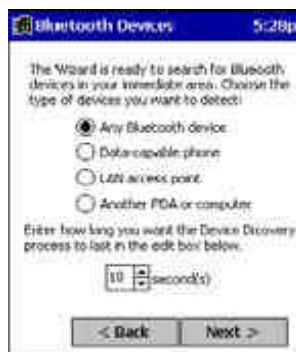 Bluetooth Devices 5:28p
The Wizard is ready to search for Bluetooth
devices in your immediate area. Choose the
type of devices you want to detect:
Any Bluetooth device
Data-capable phone
LAN access point
Another PDA or computer
Enter how long you want the Device Discovery
process to last in the edit box below.
10 second(s)
< Back Next >